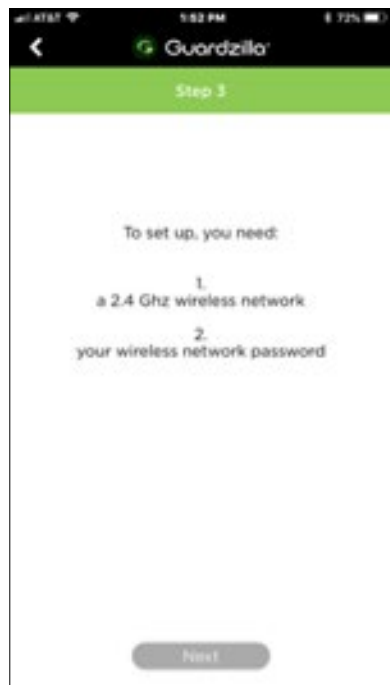 AT&T 1:52 PM 72%
Guardzilla
Step 3
To set up, you need:
1.
a 2.4 Ghz wireless network
2.
your wireless network password
Next